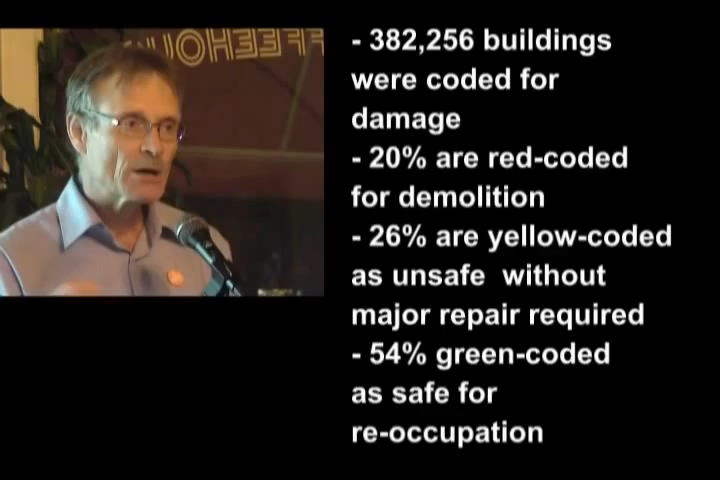 - 382,256 buildings
were coded for
damage
- 20% are red-coded
for demolition
- 26% are yellow-coded
as unsafe  without
major repair required
- 54% green-coded
as safe for
re-occupation